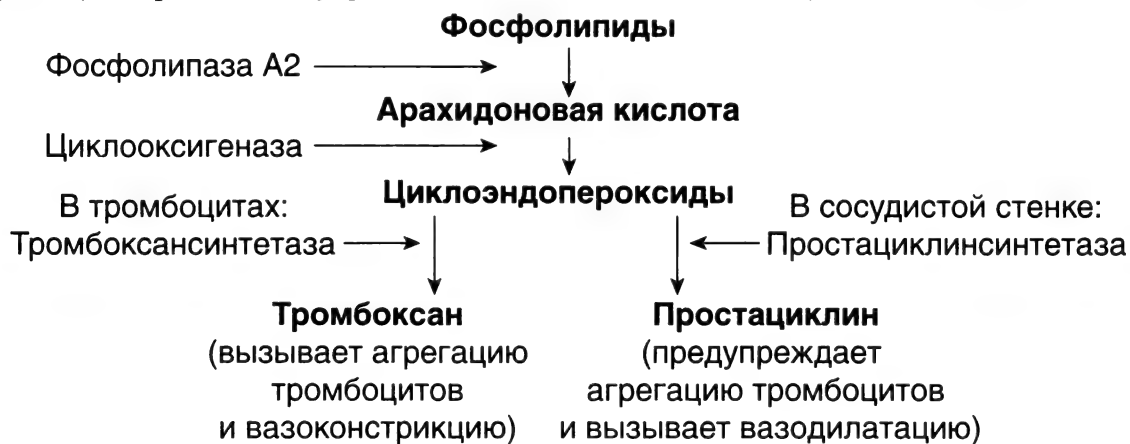 Фосфолипиды
Фосфолипаза А2
Арахидоновая кислота
Циклооксигеназа
Циклоэндопероксиды
В тромбоцитах:
Тромбоксансинтетаза
В сосудистой стенке:
Простациклинсинтетаза
Тромбоксан
(вызывает агрегацию
тромбоцитов
и вазоконстрикцию)
Простациклин
(предупреждает
агрегацию тромбоцитов
и вызывает вазодилатацию)